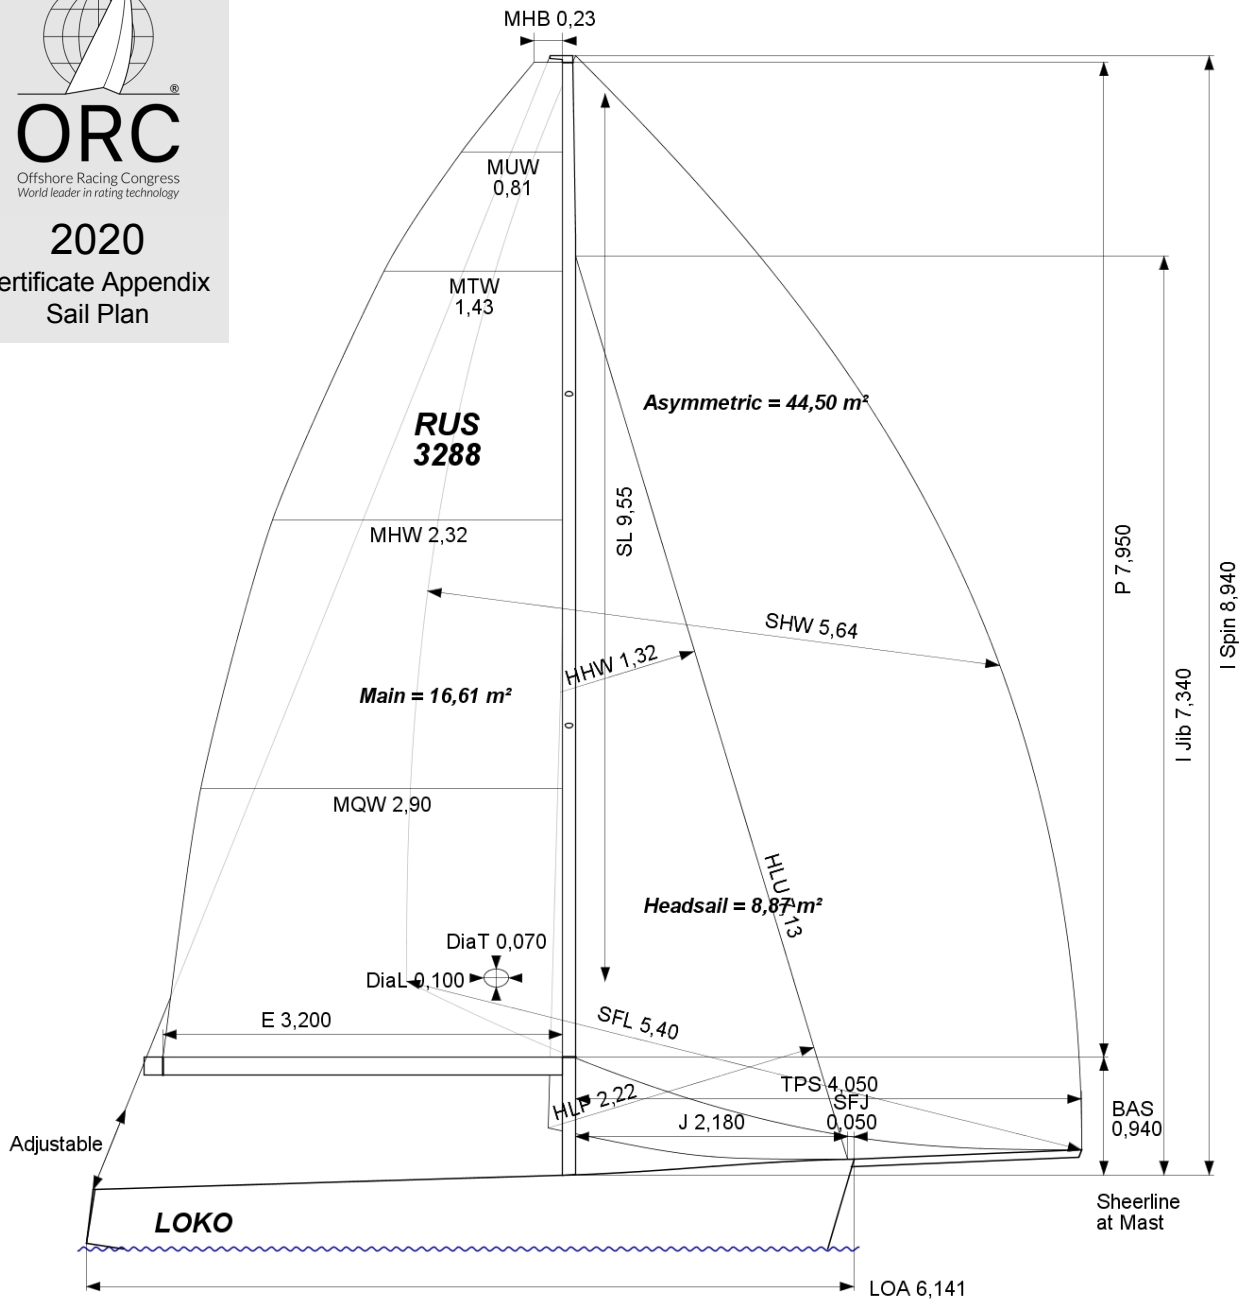 MHB 0,23
®
ORC
Offshore Racing Congress
World leader in rating technology
2020
ertificate Appendix
Sail Plan
MUW
0,81
MTW
1,43
Asymmetric = 44,50 m²
RUS
3288
SL 9,55
MHW 2,32
P 7,950
I Spin 8,940
SHW 5,64
HHW 1,32
Main = 16,61 m²
I Jib 7,340
MQW 2,90
HLU 7,13
Headsail = 8,87 m²
DiaT 0,070
DiaL 0,100
E 3,200
SFL 5,40
TPS 4,050
HLP 2,22
SFJ
0,050
J 2,180
BAS
0,940
Adjustable
Sheerline
at Mast
LOKO
LOA 6,141